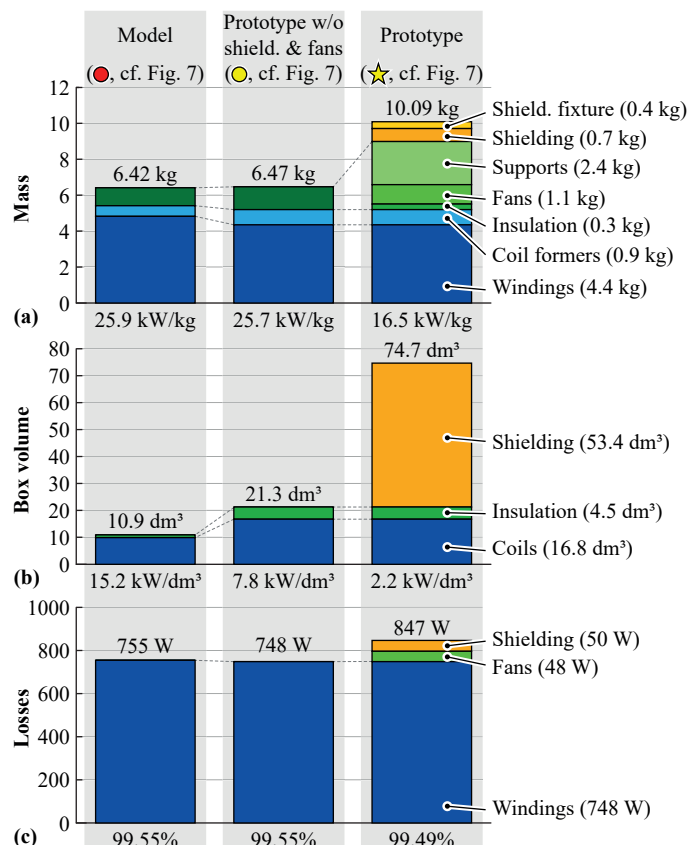 Model
Prototype w/o
shield. & fans
Prototype
(, cf. Fig. 7)
(, cf. Fig. 7)
(, cf. Fig. 7)
Mass
12
10
8
6
4
2
0
6.42 kg
6.47 kg
10.09 kg
Shield. fixture (0.4 kg)
Shielding (0.7 kg)
Supports (2.4 kg)
Fans (1.1 kg)
Insulation (0.3 kg)
Coil formers (0.9 kg)
Windings (4.4 kg)
(a)
25.9 kW/kg
25.7 kW/kg
16.5 kW/kg
Box volume
80
70
60
50
40
30
20
10
0
10.9 dm³
21.3 dm³
74.7 dm³
Shielding (53.4 dm³)
Insulation (4.5 dm³)
Coils (16.8 dm³)
(b)
15.2 kW/dm³
7.8 kW/dm³
2.2 kW/dm³
Losses
1000
800
600
400
200
0
755 W
748 W
847 W
Shielding (50 W)
Fans (48 W)
Windings (748 W)
(c)
99.55%
99.55%
99.49%